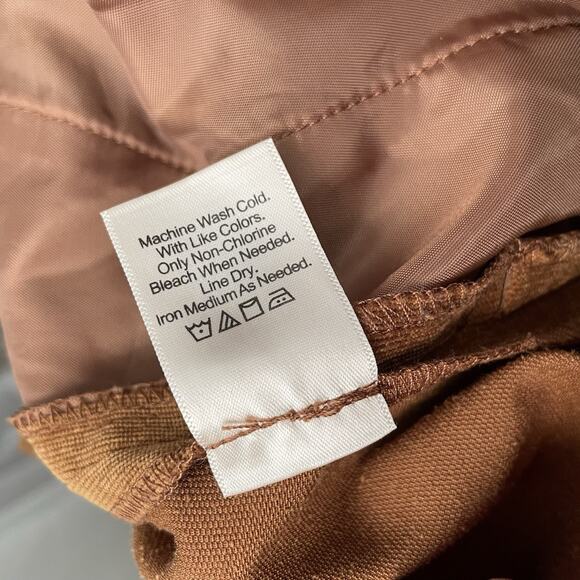 Machine Wash Cold.
With Like Colors.
Only Non-Chlorine
Bleach When Needed.
Line Dry.
Iron Medium As Needed.